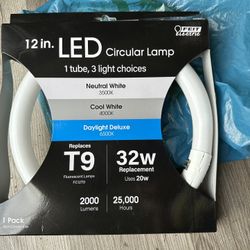 12 in. LED Circular Lamp
FEIT
electric
1 tube, 3 light choices
Neutral White
3500K
Cool White
4000K
Daylight Deluxe
6500K
Replaces
T9
Fluorescent Lamps
FC12T9
32w
Replacement
Uses 20w
2000
Lumens
25,000
Hours
1 Pack